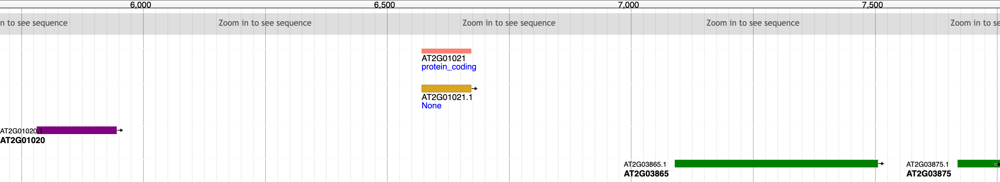 6,000 6,500 7,000 7,500
n to see sequence Zoom in to see sequence Zoom in to see sequence Zoom in to see sequence Zoom in to se
AT2G01021
protein_coding
AT2G01021.1
None
AT2G01020.1
AT2G01020
AT2G03865.1 AT2G03875.1
AT2G03865 AT2G03875